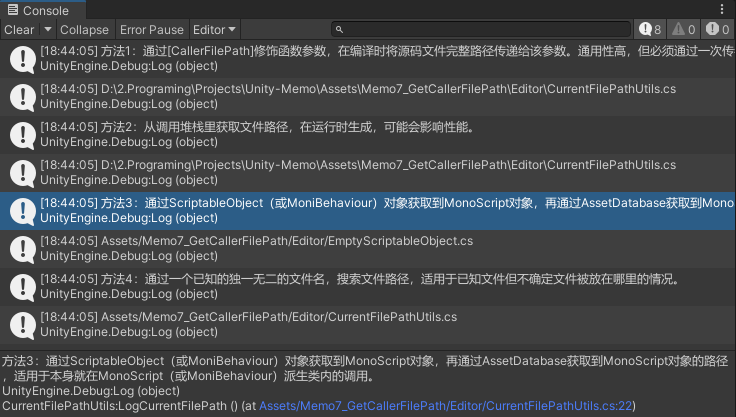 Console
Clear Collapse Error Pause Editor 8 0 0
[18:44:05] 方法1：通过[CallerFilePath]修饰函数参数，在编译时将源码文件完整路径传递给该参数。通用性高，但必须通过一次传
UnityEngine.Debug:Log (object)
[18:44:05] D:\2.Programing\Projects\Unity-Memo\Assets\Memo7_GetCallerFilePath\Editor\CurrentFilePathUtils.cs
UnityEngine.Debug:Log (object)
[18:44:05] 方法2：从调用堆栈里获取文件路径，在运行时生成，可能会影响性能。
UnityEngine.Debug:Log (object)
[18:44:05] D:\2.Programing\Projects\Unity-Memo\Assets\Memo7_GetCallerFilePath\Editor\CurrentFilePathUtils.cs
UnityEngine.Debug:Log (object)
[18:44:05] 方法3：通过ScriptableObject（或MoniBehaviour）对象获取到MonoScript对象，再通过AssetDatabase获取到Mono
UnityEngine.Debug:Log (object)
[18:44:05] Assets/Memo7_GetCallerFilePath/Editor/EmptyScriptableObject.cs
UnityEngine.Debug:Log (object)
[18:44:05] 方法4：通过一个已知的独一无二的文件名，搜索文件路径，适用于已知文件但不确定文件被放在哪里的情况。
UnityEngine.Debug:Log (object)
[18:44:05] Assets/Memo7_GetCallerFilePath/Editor/CurrentFilePathUtils.cs
UnityEngine.Debug:Log (object)
方法3：通过ScriptableObject（或MoniBehaviour）对象获取到MonoScript对象，再通过AssetDatabase获取到MonoScript对象的路径
，适用于本身就在MonoScript（或MoniBehaviour）派生类内的调用。
UnityEngine.Debug:Log (object)
CurrentFilePathUtils:LogCurrentFilePath () (at Assets/Memo7_GetCallerFilePath/Editor/CurrentFilePathUtils.cs:22)